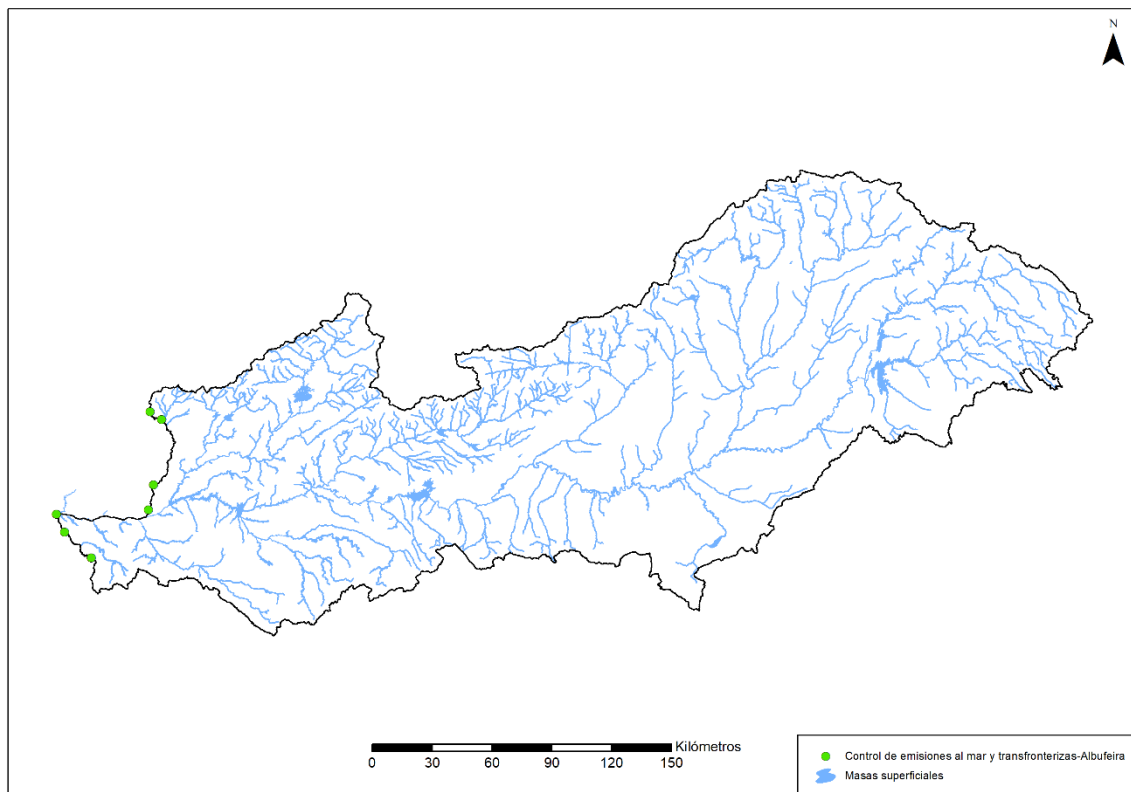 N
Kilómetros
0 30 60 90 120 150
Control de emisiones al mar y transfronterizas-Albufeira
Masas superficiales